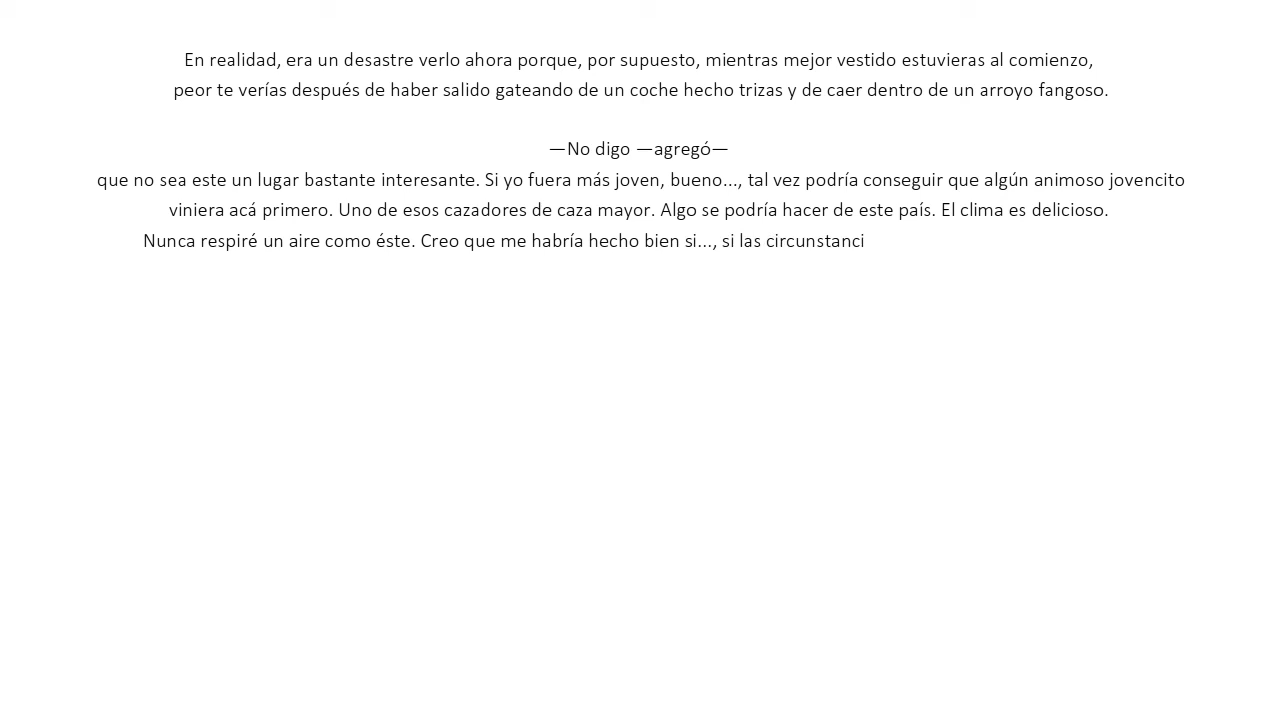 En realidad, era un desastre verlo ahora porque, por supuesto, mientras mejor vestido estuvieras al comienzo,
peor te verías después de haber salido gateando de un coche hecho trizas y de caer dentro de un arroyo fangoso.
—No digo —agregó—
que no sea este un lugar bastante interesante. Si yo fuera más joven, bueno..., tal vez podría conseguir que algún animoso jovencito
viniera acá primero. Uno de esos cazadores de caza mayor. Algo se podría hacer de este país. El clima es delicioso.
Nunca respiré un aire como éste. Creo que me habría hecho bien si..., si las circunstanci